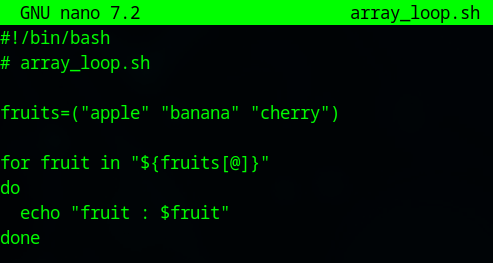 GNU nano 7.2 array_loop.sh
#!/bin/bash
# array_loop.sh
fruits=("apple" "banana" "cherry")
for fruit in "${fruits[@]}"
do
  echo "fruit : $fruit"
done